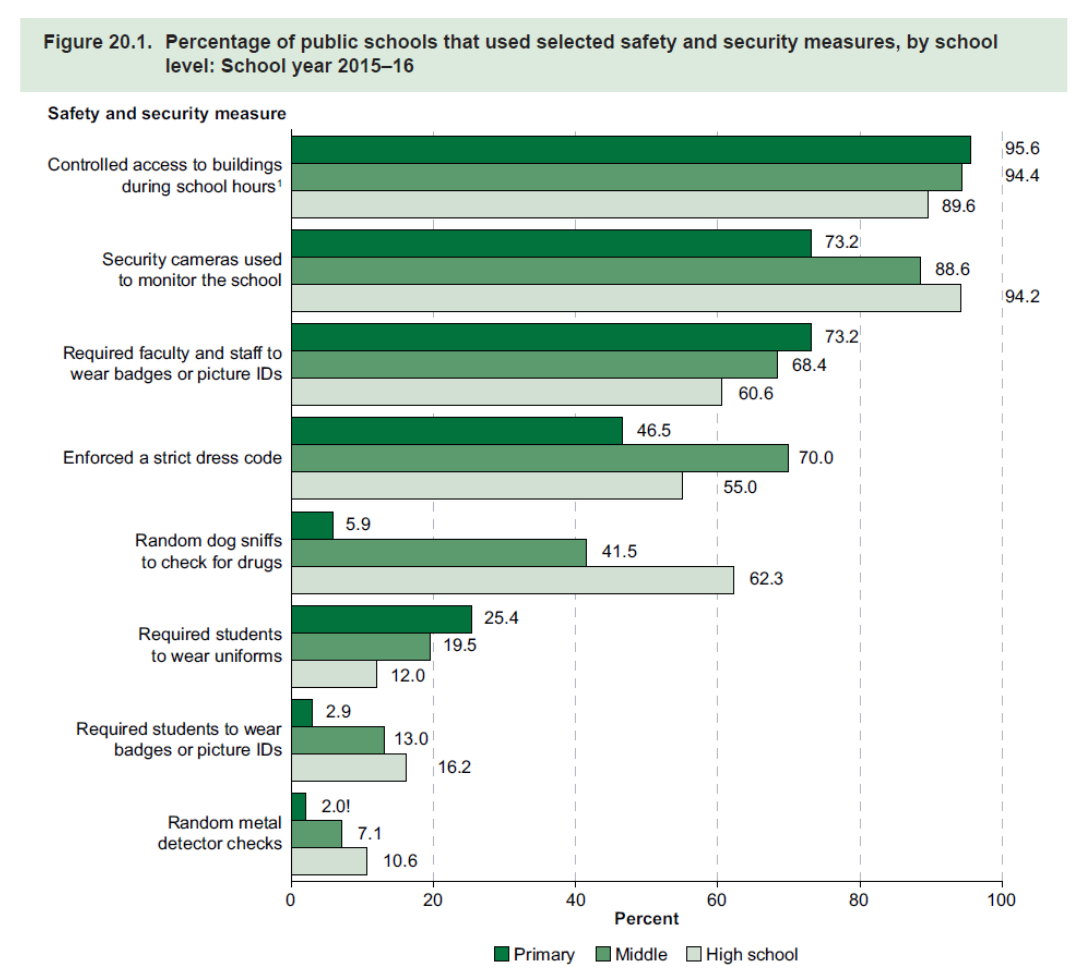 Figure 20.1. Percentage of public schools that used selected safety and security measures, by school
level: School year 2015–16
Safety and security measure
Controlled access to buildings
during school hours¹
95.6
94.4
89.6
Security cameras used
to monitor the school
73.2
88.6
94.2
Required faculty and staff to
wear badges or picture IDs
73.2
68.4
60.6
Enforced a strict dress code
46.5
70.0
55.0
Random dog sniffs
to check for drugs
5.9
41.5
62.3
Required students
to wear uniforms
25.4
19.5
12.0
Required students to wear
badges or picture IDs
2.9
13.0
16.2
Random metal
detector checks
2.0!
7.1
10.6
0 20 40 60 80 100
Percent
Primary Middle High school